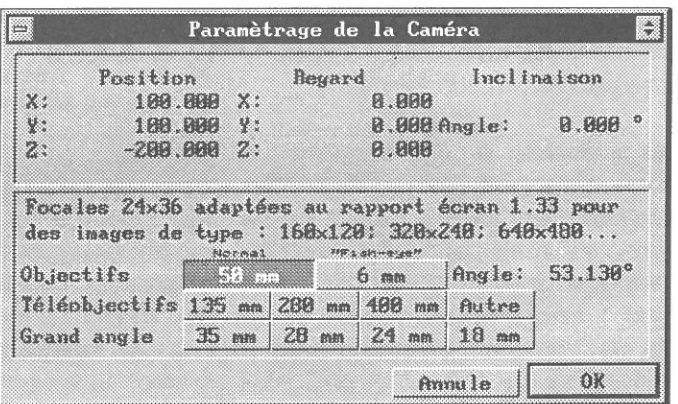 Paramètrage de la Caméra
Position Regard Inclinaison
X: 100.000 X: 0.000
Y: 100.000 Y: 0.000 Angle: 0.000 °
Z: -200.000 Z: 0.000
Focales 24x36 adaptées au rapport écran 1.33 pour
des images de type : 160x120; 320x240; 640x480...
Normal "Fish-eye"
Objectifs 50 mm 6 mm Angle: 53.130°
Téléobjectifs 135 mm 200 mm 400 mm Autre
Grand angle 35 mm 28 mm 24 mm 18 mm
Annule OK